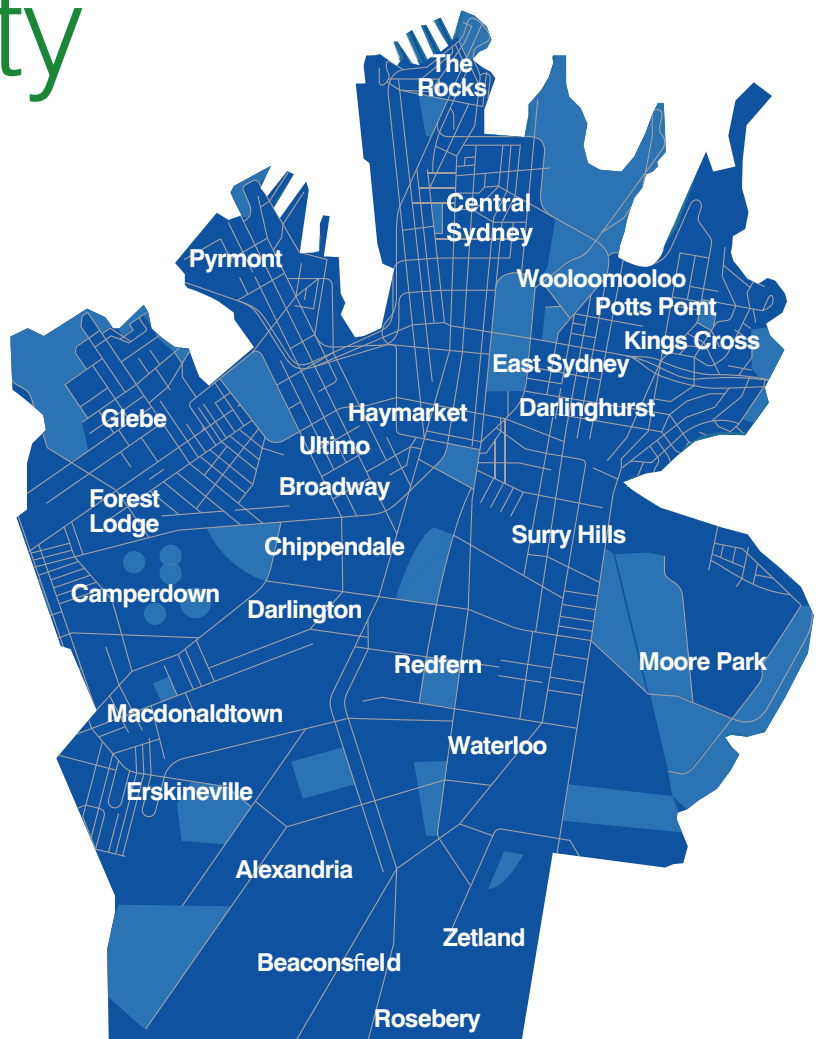 ty
The
Rocks
Central
Sydney
Pyrmont
Wooloomooloo
Potts Pomt
Kings Cross
East Sydney
Haymarket
Darlinghurst
Glebe
Ultimo
Broadway
Forest
Lodge
Surry Hills
Chippendale
Camperdown
Darlington
Redfern
Moore Park
Macdonaldtown
Waterloo
Erskineville
Alexandria
Zetland
Beaconsfield
Rosebery